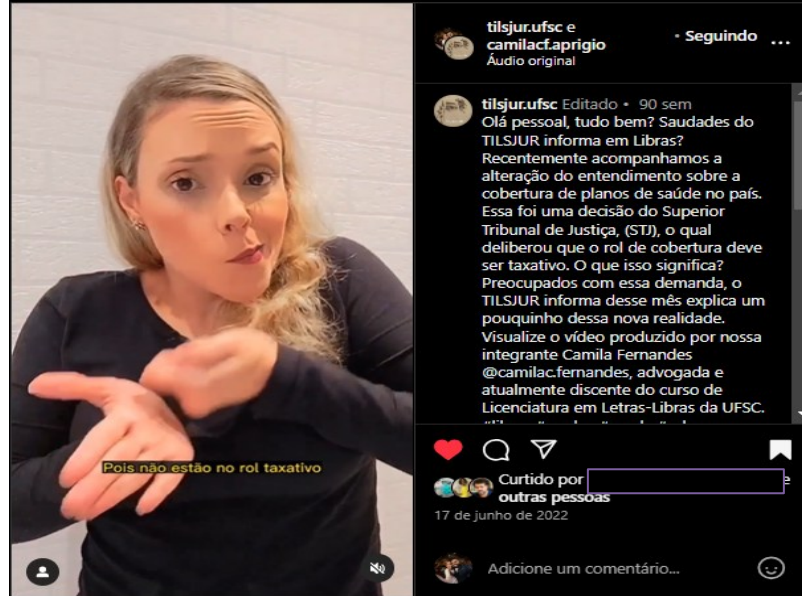 Pois não estão no rol taxativo
tilsjur.ufsc e
camilacf.aprigio
Áudio original
• Seguindo
...
tilsjur.ufsc Editado • 90 sem
Olá pessoal, tudo bem? Saudades do
TILSJUR informa em Libras?
Recentemente acompanhamos a
alteração do entendimento sobre a
cobertura de planos de saúde no país.
Essa foi uma decisão do Superior
Tribunal de Justiça, (STJ), o qual
deliberou que o rol de cobertura deve
ser taxativo. O que isso significa?
Preocupados com essa demanda, o
TILSJUR informa desse mês explica um
pouquinho dessa nova realidade.
Visualize o vídeo produzido por nossa
integrante Camila Fernandes
@camilac.fernandes, advogada e
atualmente discente do curso de
Licenciatura em Letras-Libras da UFSC.
Curtido por e
outras pessoas
17 de junho de 2022
Adicione um comentário...